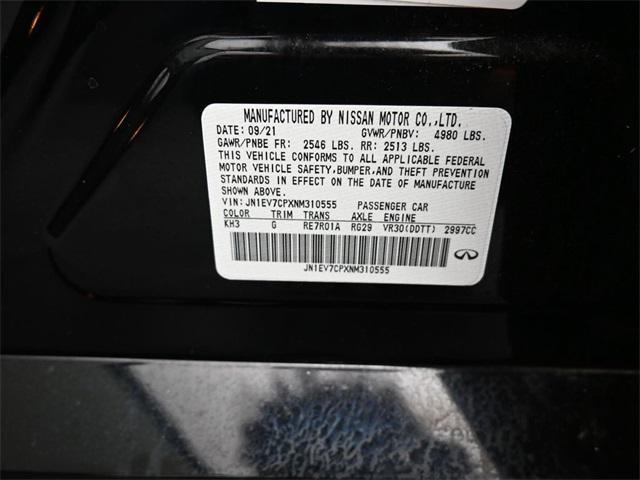 MANUFACTURED BY NISSAN MOTOR CO.,LTD.
DATE: 09/21 GVWR/PNBV: 4980 LBS.
GAWR/PNBE FR: 2546 LBS. RR: 2513 LBS.
THIS VEHICLE CONFORMS TO ALL APPLICABLE FEDERAL
MOTOR VEHICLE SAFETY,BUMPER,AND THEFT PREVENTION
STANDARDS IN EFFECT ON THE DATE OF MANUFACTURE
SHOWN ABOVE.
VIN: JN1EV7CPXNM310555 PASSENGER CAR
COLOR TRIM TRANS AXLE ENGINE
KH3 G RE7R01A RG29 VR30(DDTT) 2997CC
JN1EV7CPXNM310555